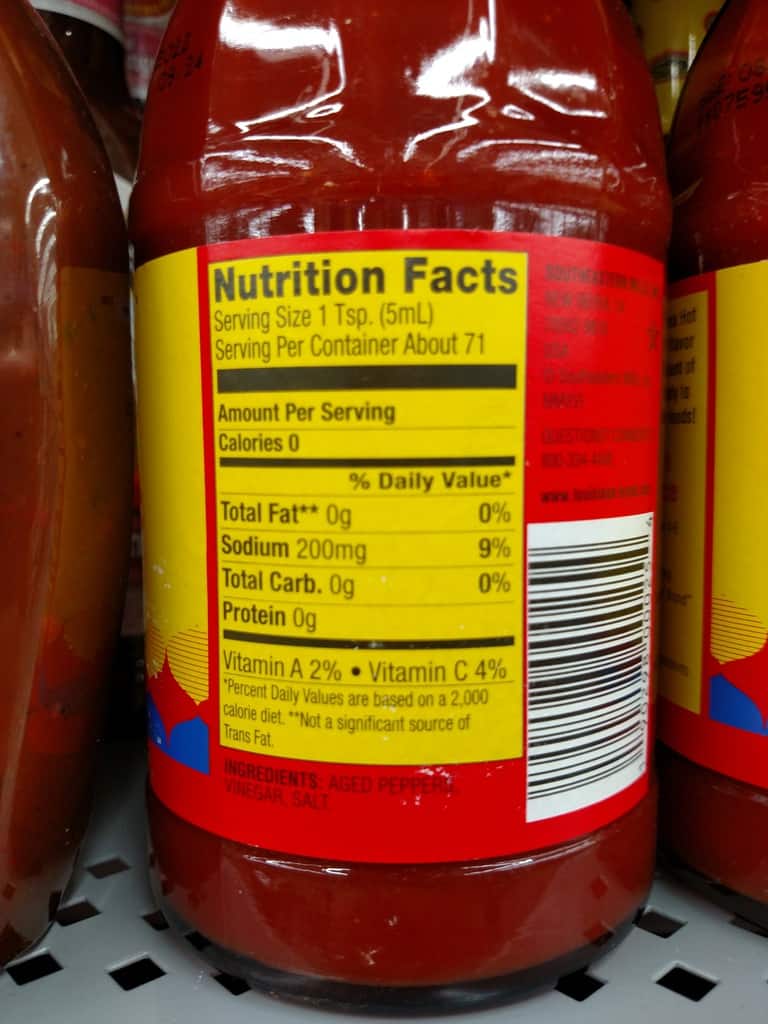 Nutrition Facts
Serving Size 1 Tsp. (5mL)
Serving Per Container About 71
Amount Per Serving
Calories 0
% Daily Value*
Total Fat** 0g 0%
Sodium 200mg 9%
Total Carb. 0g 0%
Protein 0g
Vitamin A 2% • Vitamin C 4%
*Percent Daily Values are based on a 2,000
calorie diet. **Not a significant source of
Trans Fat.
INGREDIENTS: AGED PEPPERS,
VINEGAR, SALT.
SOUTHEASTERN MILLS
USA